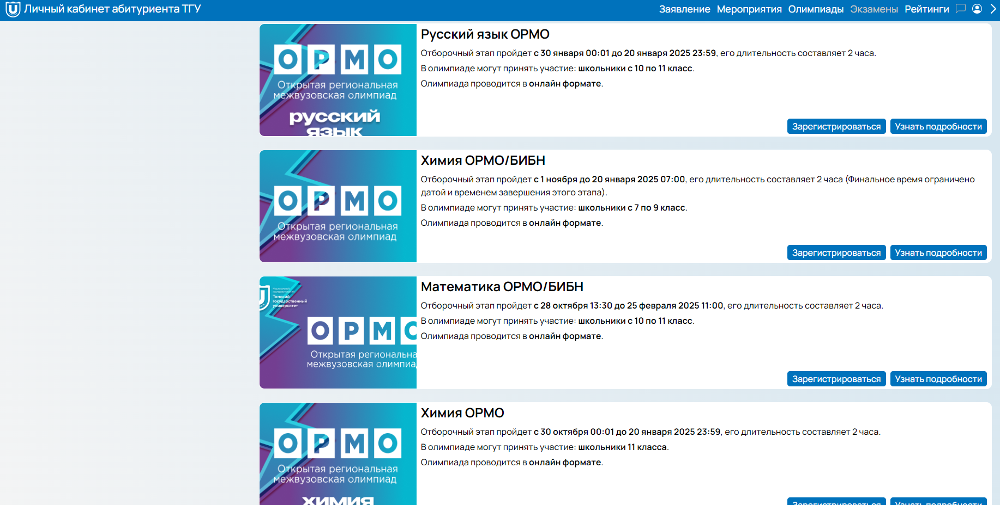 Личный кабинет абитуриента ТГУ
Заявление Мероприятия Олимпиады Экзамены Рейтинги
ОРМО
Открытая региональная
межвузовская олимпиад
русский
язык
Русский язык ОРМО
Отборочный этап пройдет с 30 января 00:01 до 20 января 2025 23:59, его длительность составляет 2 часа.
В олимпиаде могут принять участие: школьники с 10 по 11 класс.
Олимпиада проводится в онлайн формате.
Зарегистрироваться Узнать подробности
ОРМО
Открытая региональная
межвузовская олимпиад
Химия ОРМО/БИБН
Отборочный этап пройдет с 1 ноября до 20 января 2025 07:00, его длительность составляет 2 часа (Финальное время ограничено
датой и временем завершения этого этапа).
В олимпиаде могут принять участие: школьники с 7 по 9 класс.
Олимпиада проводится в онлайн формате.
Зарегистрироваться Узнать подробности
Томский
государственный
университет
ОРМО
Открытая региональна
межвузовская олимпиа
Математика ОРМО/БИБН
Отборочный этап пройдет с 28 октября 13:30 до 25 февраля 2025 11:00, его длительность составляет 2 часа.
В олимпиаде могут принять участие: школьники с 10 по 11 класс.
Олимпиада проводится в онлайн формате.
Зарегистрироваться Узнать подробности
ОРМО
Открытая региональная
межвузовская олимпиад
химия
Химия ОРМО
Отборочный этап пройдет с 30 октября 00:01 до 20 января 2025 23:59, его длительность составляет 2 часа.
В олимпиаде могут принять участие: школьники 11 класса.
Олимпиада проводится в онлайн формате.
Зарегистрироваться Узнать подробности